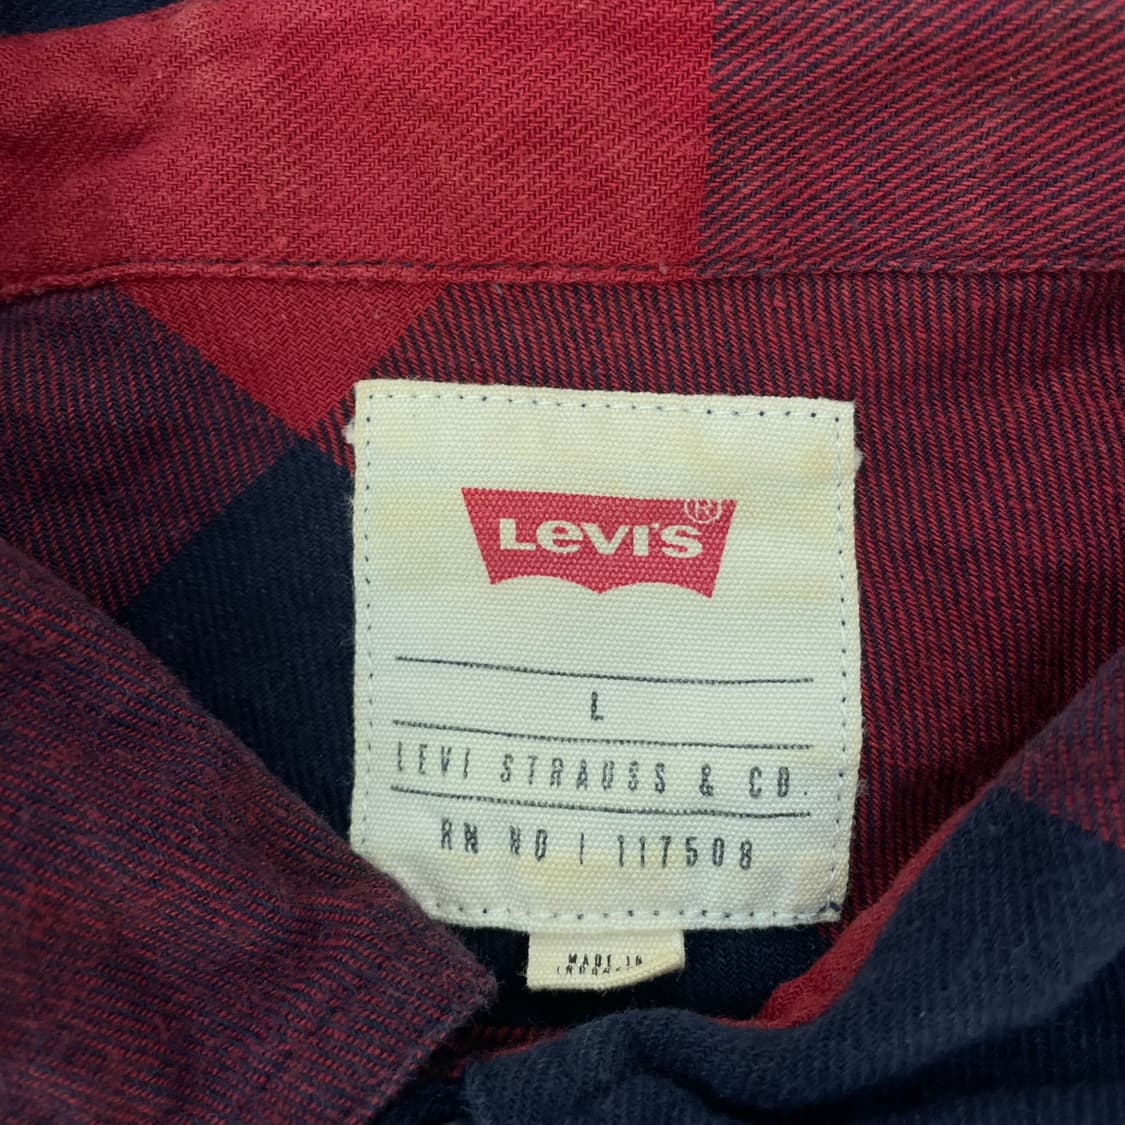 LEVI'S ®
L
LEVI STRAUSS & CO.
RN NO | 117508
MADE IN